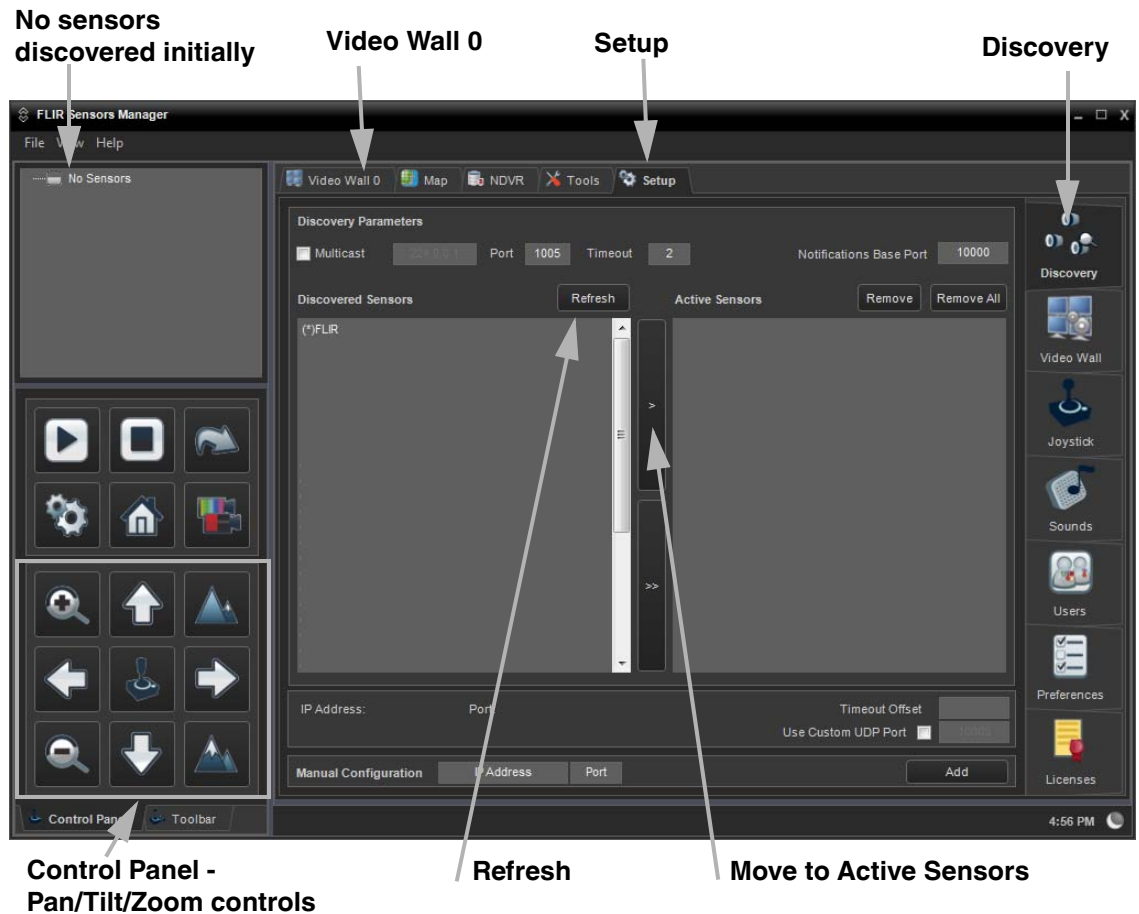 No sensors
discovered initially
Video Wall 0
Setup
Discovery
FLIR Sensors Manager
File View Help
No Sensors
Video Wall 0
Map
NDVR
Tools
Setup
Discovery Parameters
Multicast
224.0.0.1
Port
1005
Timeout
2
Notifications Base Port
10000
Discovered Sensors
Refresh
Active Sensors
Remove
Remove All
(*)FLIR
>
>>
Discovery
Video Wall
Joystick
Sounds
Users
Preferences
Licenses
IP Address:
Port
Timeout Offset
Use Custom UDP Port
Manual Configuration
IP Address
Port
Add
Control Panel
Toolbar
4:56 PM
Control Panel -
Pan/Tilt/Zoom controls
Refresh
Move to Active Sensors